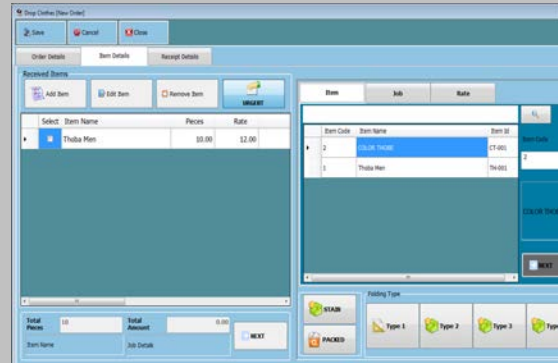 Drop Clothes [New Order]
Save Cancel Close
Order Details Item Details Receipt Details
Received Items
Add Item Edit Item Remove Item URGENT
Select Item Name Pieces Rate
Thoba Men 10.00 12.00
Total Pieces 10 Total Amount 0.00 NEXT
Item Name Job Details
Item Job Rate
Item Code Item Name Item Id
2 COLOR THOBE CT-001
1 Thoba Men TH-001
Item Code
2
COLOR THOBE
NEXT
Folding Type
STAIN Type 1 Type 2 Type 3 Type
PACKED